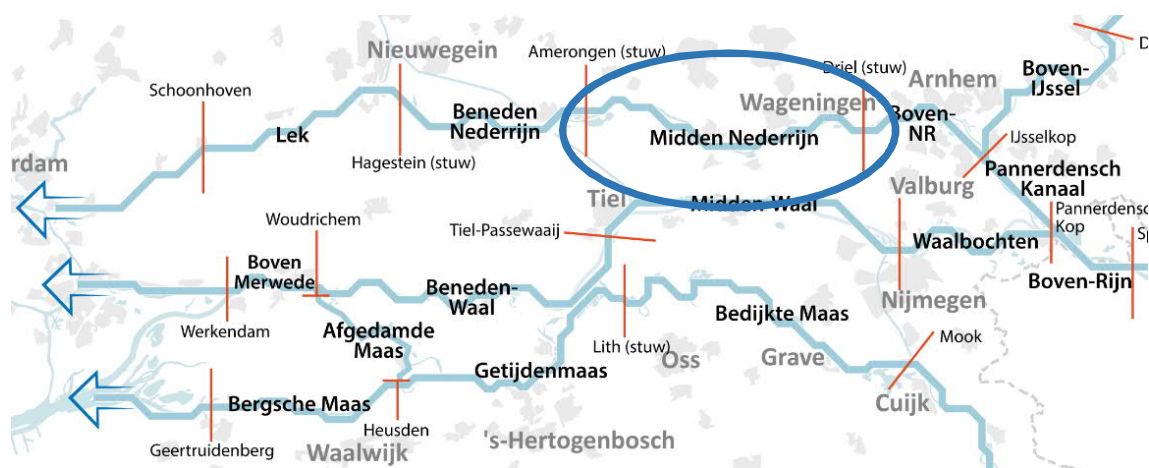 Nieuwegein
Amerongen (stuw)
Driel (stuw)
Arnhem
Boven-
IJssel
Schoonhoven
Wageningen
Lek
Beneden
Nederrijn
Midden Nederrijn
Boven-
NR
IJsselkop
Hagestein (stuw)
rdam
Pannerdensch
Kanaal
Valburg
Tiel
Midden-Waal
Pannerdensc
Kop
Woudrichem
Tiel-Passewaaij
Waalbochten
Sp
Boven
Merwede
Boven-Rijn
Beneden-
Waal
Nijmegen
Werkendam
Afgedamde
Maas
Bedijkte Maas
Lith (stuw)
Oss
Grave
Mook
Getijdenmaas
Cuijk
Bergsche Maas
Heusden
's-Hertogenbosch
Geertruidenberg
Waalwijk
D